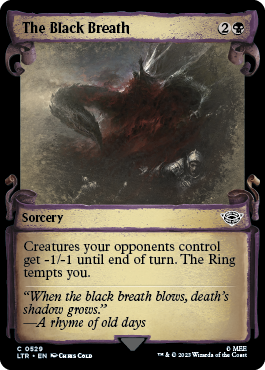 The Black Breath 2
Sorcery
Creatures your opponents control
get -1/-1 until end of turn. The Ring
tempts you.
“When the black breath blows, death’s
shadow grows.”
—A rhyme of old days
C 0529
LTR • EN Chris Cold
© MEE
™ & © 2023 Wizards of the Coast